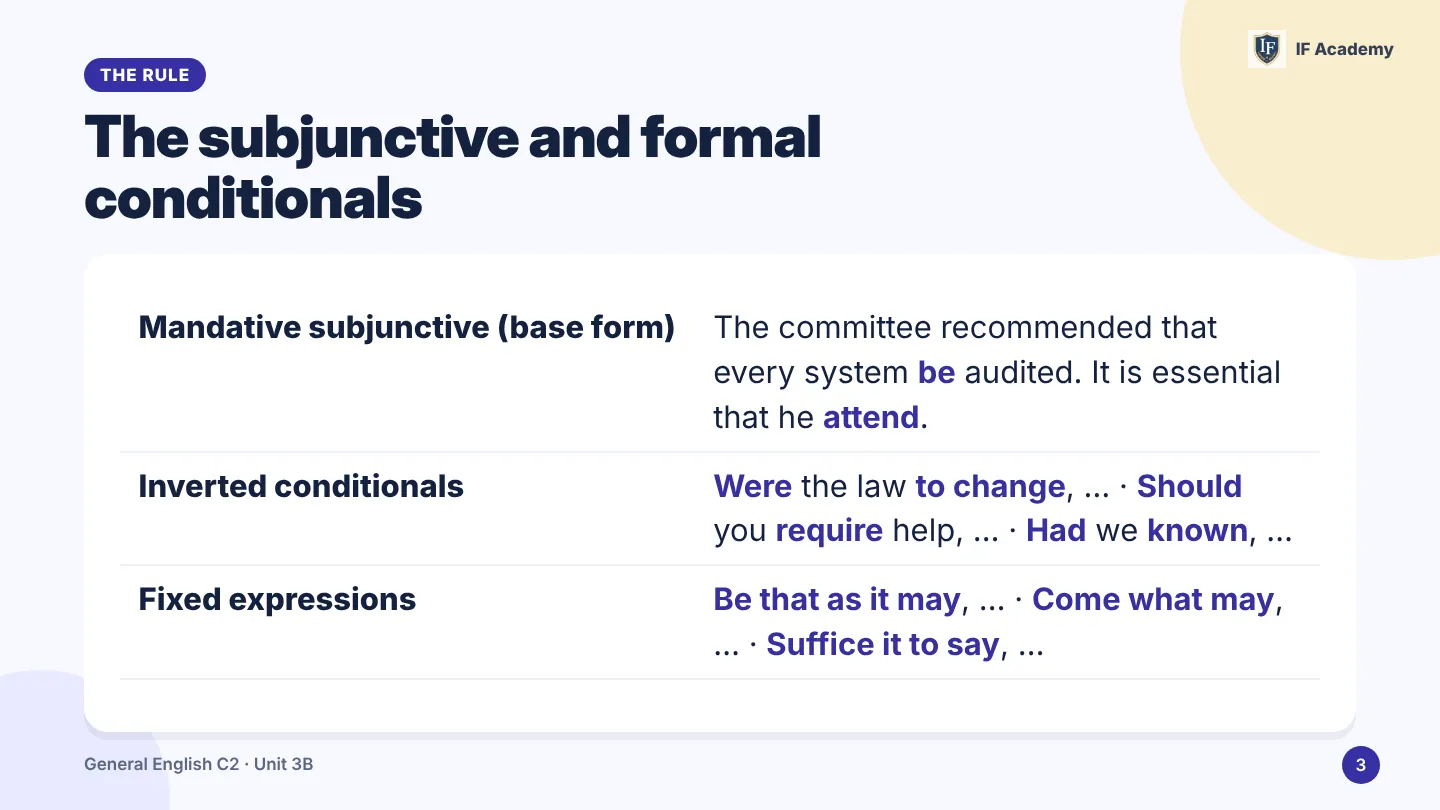 IF
IF Academy
THE RULE
The subjunctive and formal
conditionals
Mandative subjunctive (base form)
The committee recommended that
every system be audited. It is essential
that he attend.
Inverted conditionals
Were the law to change, ... · Should
you require help, ... · Had we known, ...
Fixed expressions
Be that as it may, ... · Come what may,
... · Suffice it to say, ...
General English C2 · Unit 3B
3